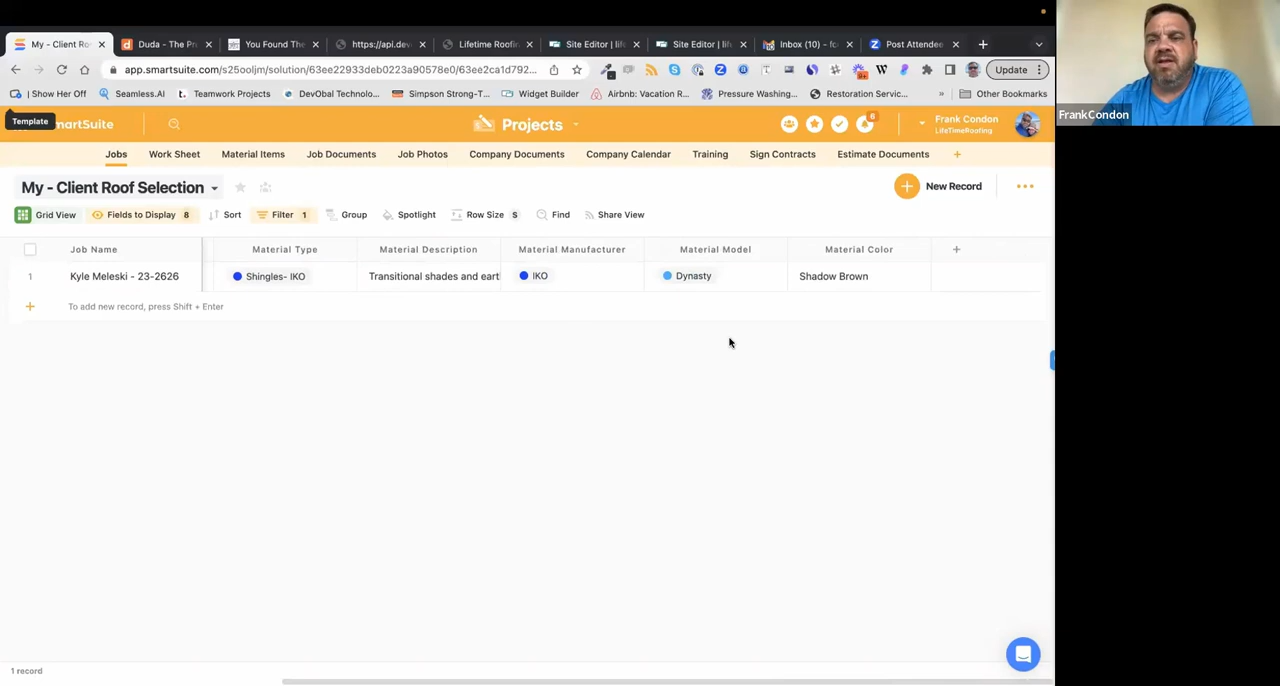 My - Client Ro
Duda - The Pr
You Found The
https://api.dev
Lifetime Roofin
Site Editor | life
Site Editor | life
Inbox (10) - fc
Post Attendee
app.smartsuite.com/s25ooljm/solution/63ee22933deb0223a90578e0/63ee2ca1d792...
Update
| Show Her Off
Seamless.AI
Teamwork Projects
DevObal Technolo...
Simpson Strong-T...
Widget Builder
Airbnb: Vacation R...
Pressure Washing...
Restoration Servic...
Other Bookmarks
FrankCondon
Template
martSuite
Projects
6
Frank Condon
LifeTimeRoofing
Jobs
Work Sheet
Material Items
Job Documents
Job Photos
Company Documents
Company Calendar
Training
Sign Contracts
Estimate Documents
My - Client Roof Selection
New Record
Grid View
Fields to Display 8
Sort
Filter 1
Group
Spotlight
Row Size S
Find
Share View
Job Name
Material Type
Material Description
Material Manufacturer
Material Model
Material Color
1
Kyle Meleski - 23-2626
Shingles- IKO
Transitional shades and eart
IKO
Dynasty
Shadow Brown
To add new record, press Shift + Enter
1 record